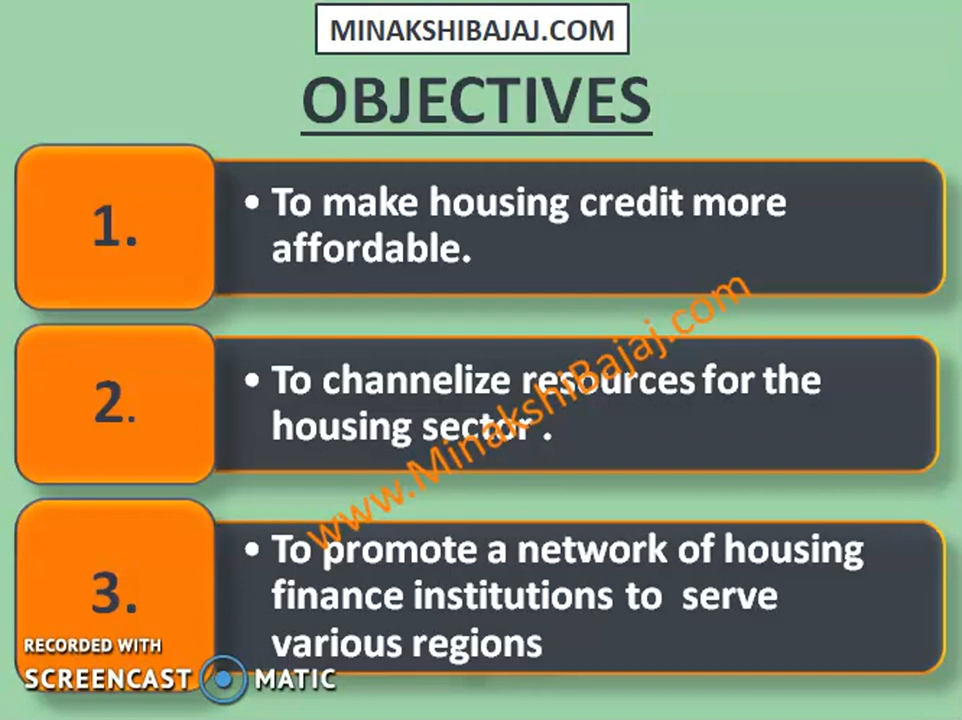 MINAKSHIBAJAJ.COM
OBJECTIVES
1.
• To make housing credit more
affordable.
2.
• To channelize resources for the
housing sector .
www.MinakshiBajaj.com
3.
• To promote a network of housing
finance institutions to serve
various regions
RECORDED WITH
SCREENCAST MATIC